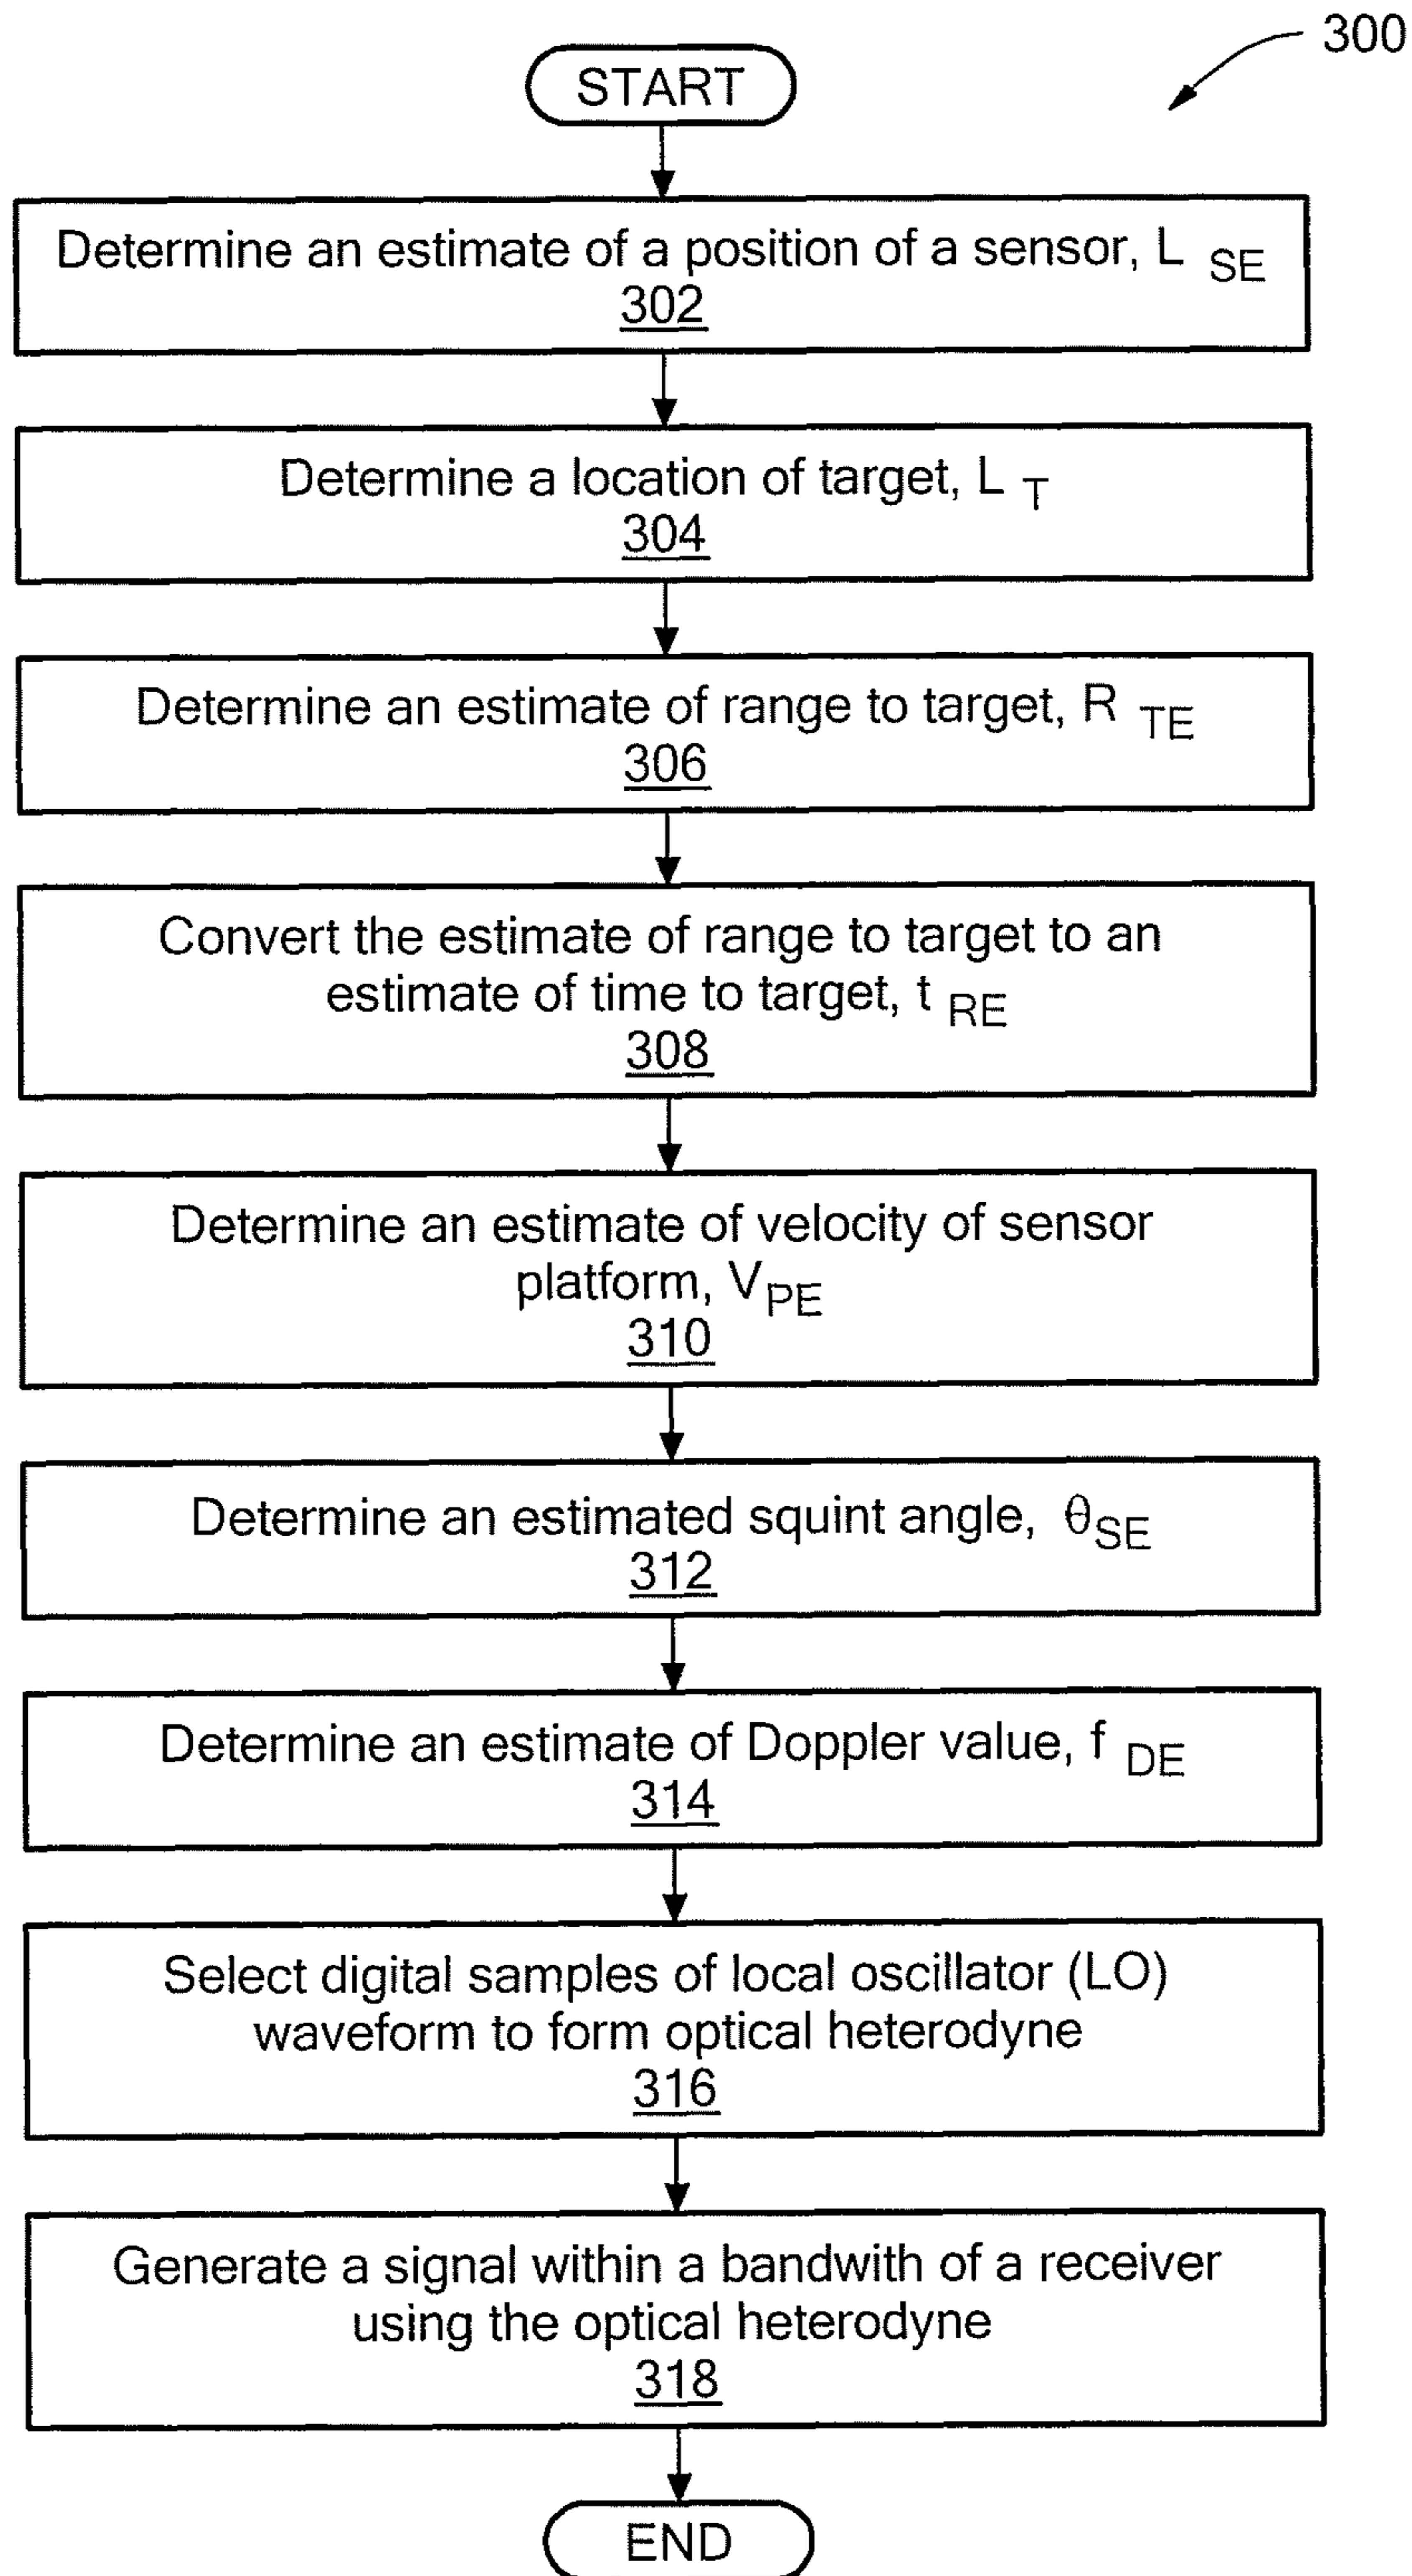 300
START
Determine an estimate of a position of a sensor, L SE
302
Determine a location of target, L T
304
Determine an estimate of range to target, R TE
306
Convert the estimate of range to target to an
estimate of time to target, t RE
308
Determine an estimate of velocity of sensor
platform, VPE
310
Determine an estimated squint angle, θSE
312
Determine an estimate of Doppler value, f DE
314
Select digital samples of local oscillator (LO)
waveform to form optical heterodyne
316
Generate a signal within a bandwith of a receiver
using the optical heterodyne
318
END